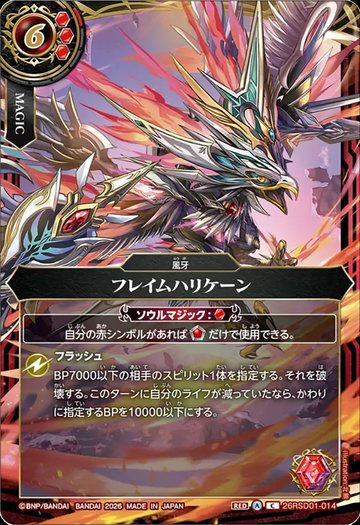 6
MAGIC
ふう が
風牙
フレイムハリケーン
ソウルマジック:
自分の赤シンボルがあれば だけで使用できる。
フラッシュ
BP7000以下の相手のスピリット1体を指定する。それを破
壊する。このターンに自分のライフが減っていたなら、かわり
に指定するBPを10000以下にする。
©BNP/BANDAI BANDAI 2026 MADE IN JAPAN
RED A C 26RSD01-014